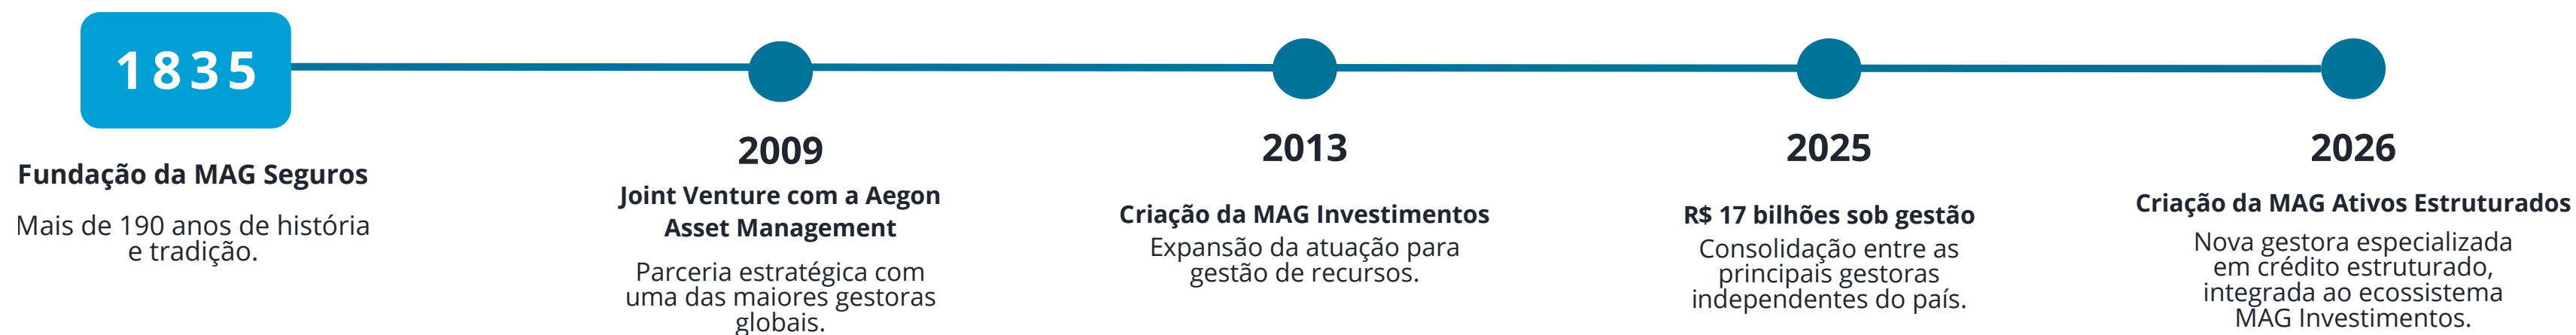 1835
Fundação da MAG Seguros
Mais de 190 anos de história
e tradição.
2009
Joint Venture com a Aegon
Asset Management
Parceria estratégica com
uma das maiores gestoras
globais.
2013
Criação da MAG Investimentos
Expansão da atuação para
gestão de recursos.
2025
R$ 17 bilhões sob gestão
Consolidação entre as
principais gestoras
independentes do país.
2026
Criação da MAG Ativos Estruturados
Nova gestora especializada
em crédito estruturado,
integrada ao ecossistema
MAG Investimentos.